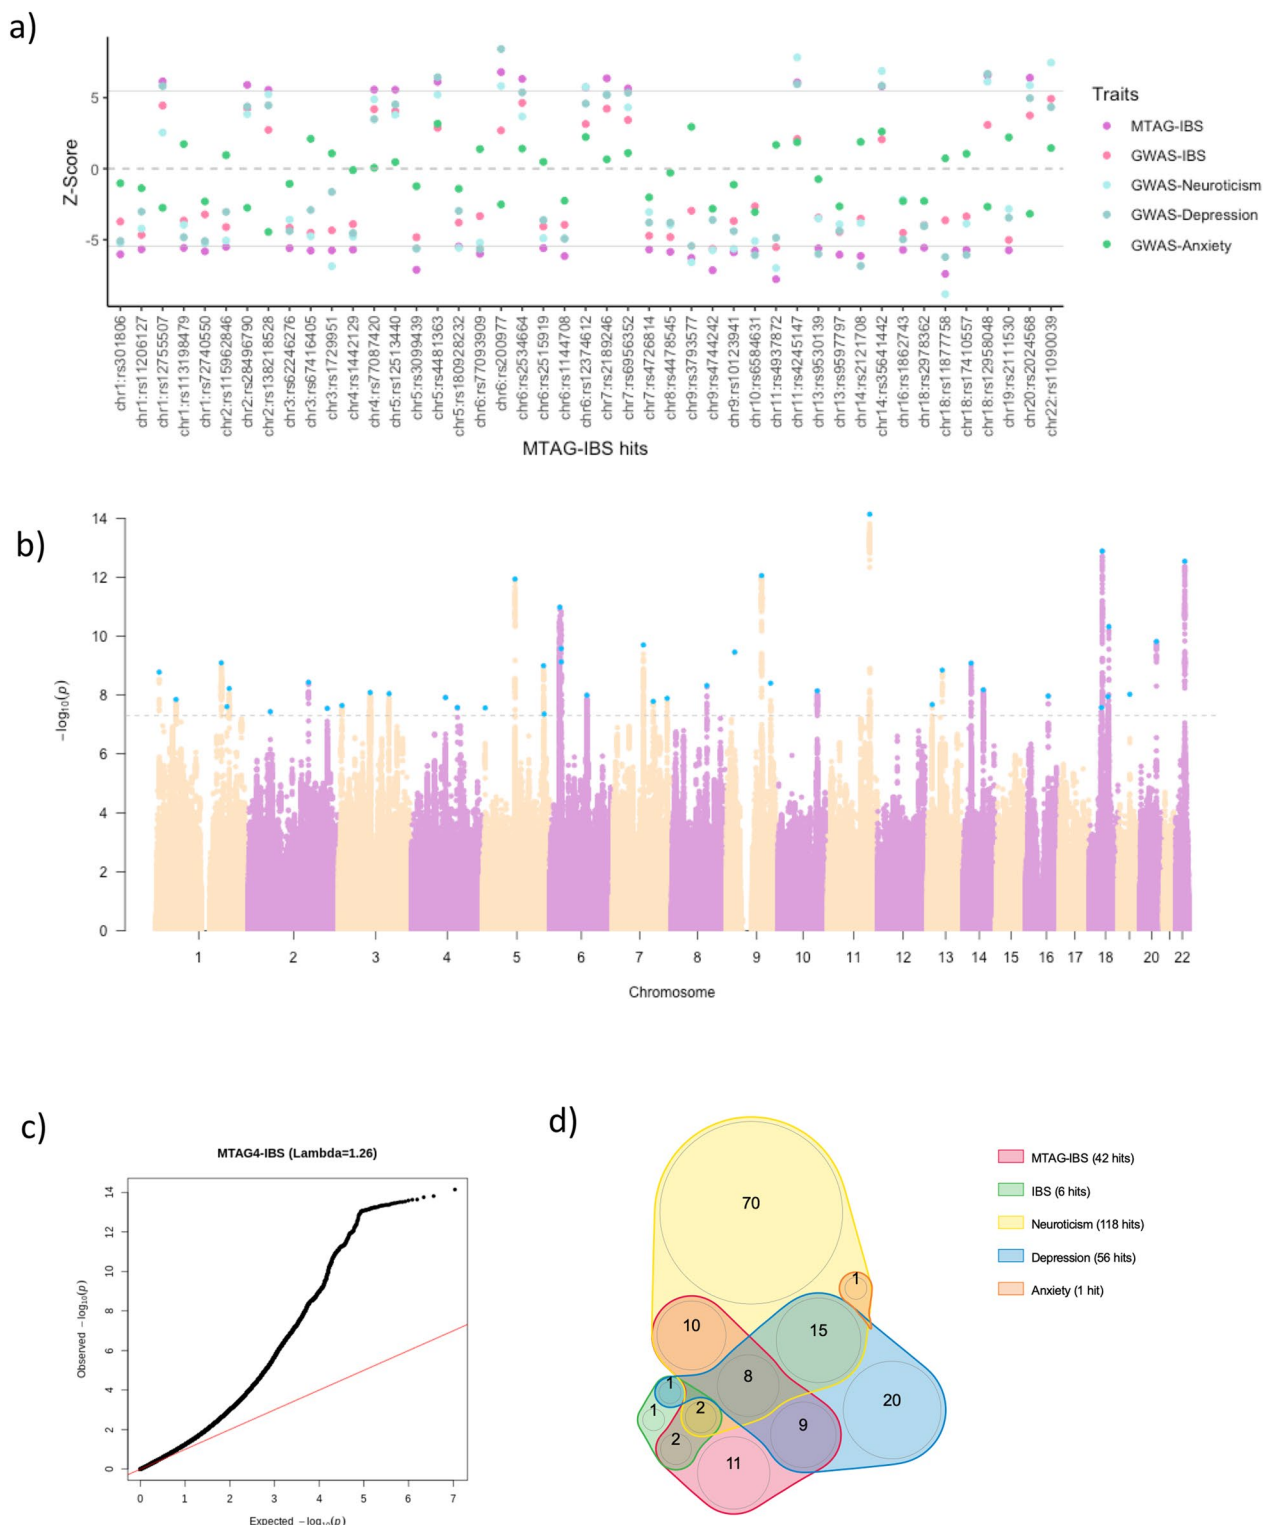 a)
Z-Score
5
0
-5
chr1:rs301806
chr1:rs11206127
chr1:rs12755507
chr1:rs113198479
chr1:rs72740550
chr2:rs115962846
chr2:rs28496790
chr2:rs138218528
chr3:rs62246276
chr3:rs67416405
chr3:rs1729951
chr4:rs1442129
chr4:rs77087420
chr5:rs12513440
chr5:rs3099439
chr5:rs4481363
chr5:rs180928232
chr6:rs77093909
chr6:rs200977
chr6:rs2534664
chr6:rs2515919
chr6:rs1144708
chr6:rs12374612
chr7:rs2189246
chr7:rs6956352
chr7:rs4726814
chr8:rs4478545
chr9:rs3793577
chr9:rs4744242
chr9:rs10123941
chr10:rs6584631
chr11:rs4937872
chr11:rs4245147
chr13:rs9530139
chr13:rs9597797
chr14:rs2121708
chr14:rs35641442
chr16:rs1862743
chr18:rs2978362
chr18:rs11877758
chr18:rs17410557
chr18:rs12958048
chr19:rs2111530
chr20:rs2024568
chr22:rs11090039
MTAG-IBS hits
Traits
MTAG-IBS
GWAS-IBS
GWAS-Neuroticism
GWAS-Depression
GWAS-Anxiety
b)
−log10(p)
14
12
10
8
6
4
2
0
1 2 3 4 5 6 7 8 9 10 11 12 13 14 15 16 17 18 20 22
Chromosome
c)
MTAG4-IBS (Lambda=1.26)
Observed −log10(p)
14
12
10
8
6
4
2
0
0 1 2 3 4 5 6 7
Expected −log10(p)
d)
70
1
10
15
8
1
20
1
2
9
2
11
MTAG-IBS (42 hits)
IBS (6 hits)
Neuroticism (118 hits)
Depression (56 hits)
Anxiety (1 hit)